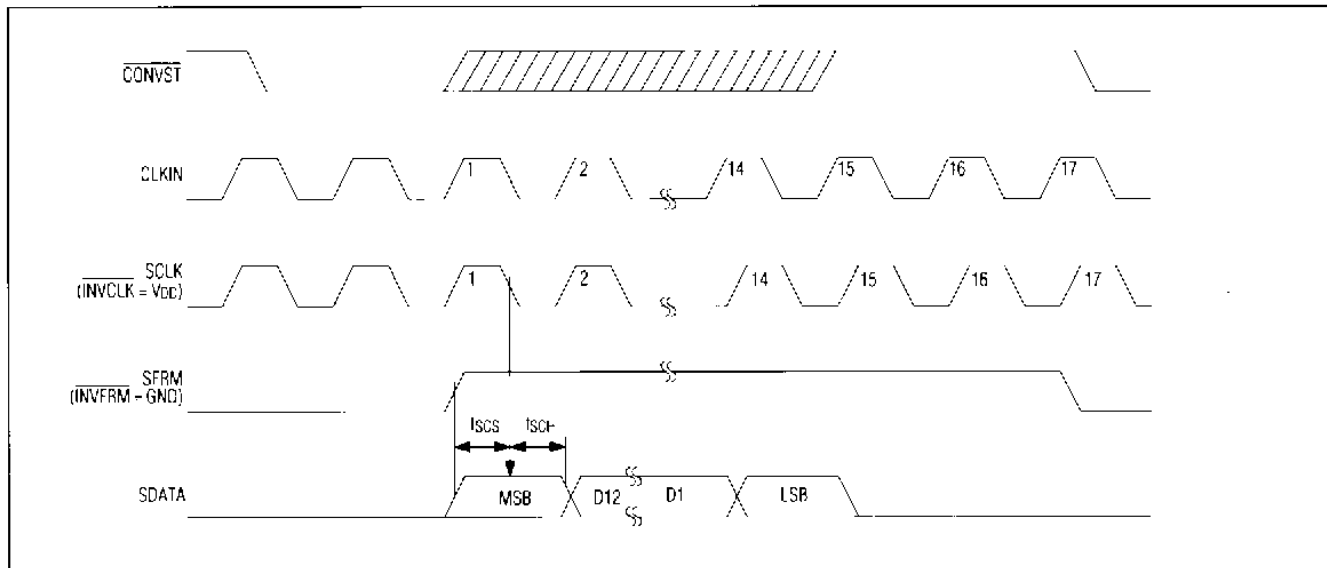 CONVST
CLKIN
1 2 14 15 16 17
SCLK
(INVCLK = VDD)
1 2 14 15 16 17
SFRM
(INVFRM - GND)
tSCS tSCH
SDATA
MSB D12 D1 LSB